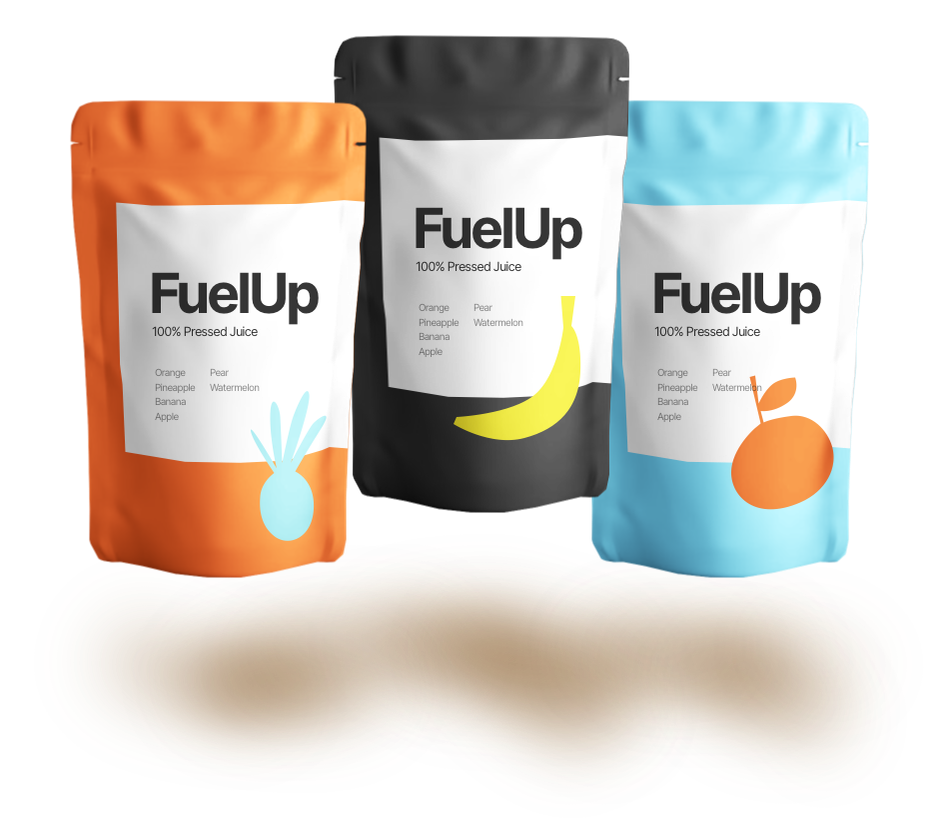 FuelUp
100% Pressed Juice
Orange Pear
Pineapple Watermelon
Banana
Apple
FuelUp
100% Pressed Juice
Orange Pear
Pineapple Watermelon
Banana
Apple
FuelUp
100% Pressed Juice
Orange Pear
Pineapple Watermelon
Banana
Apple